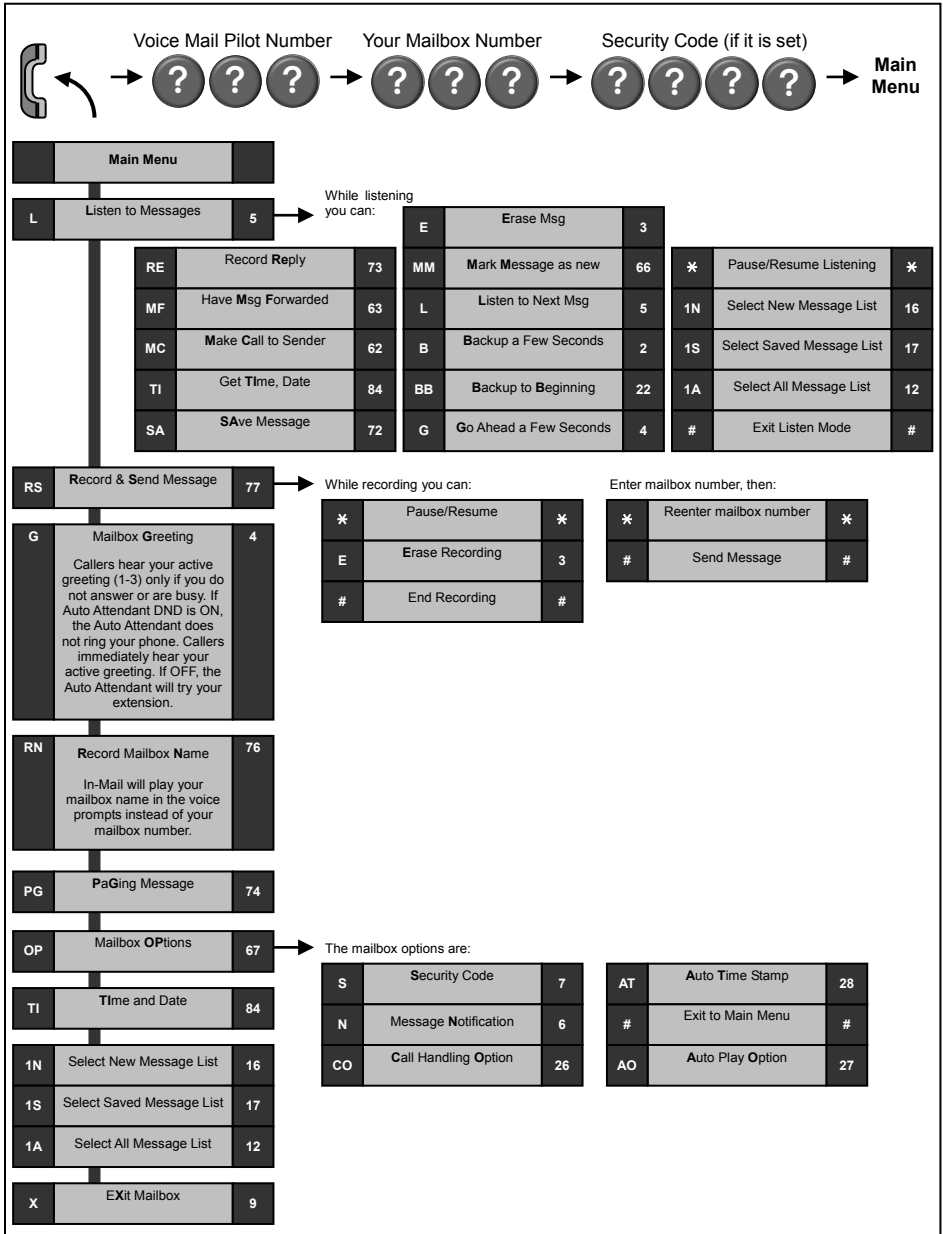 Voice Mail Pilot Number Your Mailbox Number Security Code (if it is set)
? ? ? ? ? ? ? ? ? ?
Main
Menu
Main Menu
L Listen to Messages 5
While listening
you can:
RE Record Reply 73
MF Have Msg Forwarded 63
MC Make Call to Sender 62
TI Get TIme, Date 84
SA SAve Message 72
E Erase Msg 3
MM Mark Message as new 66
L Listen to Next Msg 5
B Backup a Few Seconds 2
BB Backup to Beginning 22
G Go Ahead a Few Seconds 4
* Pause/Resume Listening *
1N Select New Message List 16
1S Select Saved Message List 17
1A Select All Message List 12
# Exit Listen Mode #
RS Record & Send Message 77
While recording you can:
* Pause/Resume *
E Erase Recording 3
# End Recording #
Enter mailbox number, then:
* Reenter mailbox number *
# Send Message #
G Mailbox Greeting 4
Callers hear your active
greeting (1-3) only if you do
not answer or are busy. If
Auto Attendant DND is ON,
the Auto Attendant does
not ring your phone. Callers
immediately hear your
active greeting. If OFF, the
Auto Attendant will try your
extension.
RN Record Mailbox Name 76
In-Mail will play your
mailbox name in the voice
prompts instead of your
mailbox number.
PG PaGing Message 74
OP Mailbox OPtions 67
The mailbox options are:
S Security Code 7
N Message Notification 6
CO Call Handling Option 26
AT Auto Time Stamp 28
# Exit to Main Menu #
AO Auto Play Option 27
TI TIme and Date 84
1N Select New Message List 16
1S Select Saved Message List 17
1A Select All Message List 12
X EXit Mailbox 9